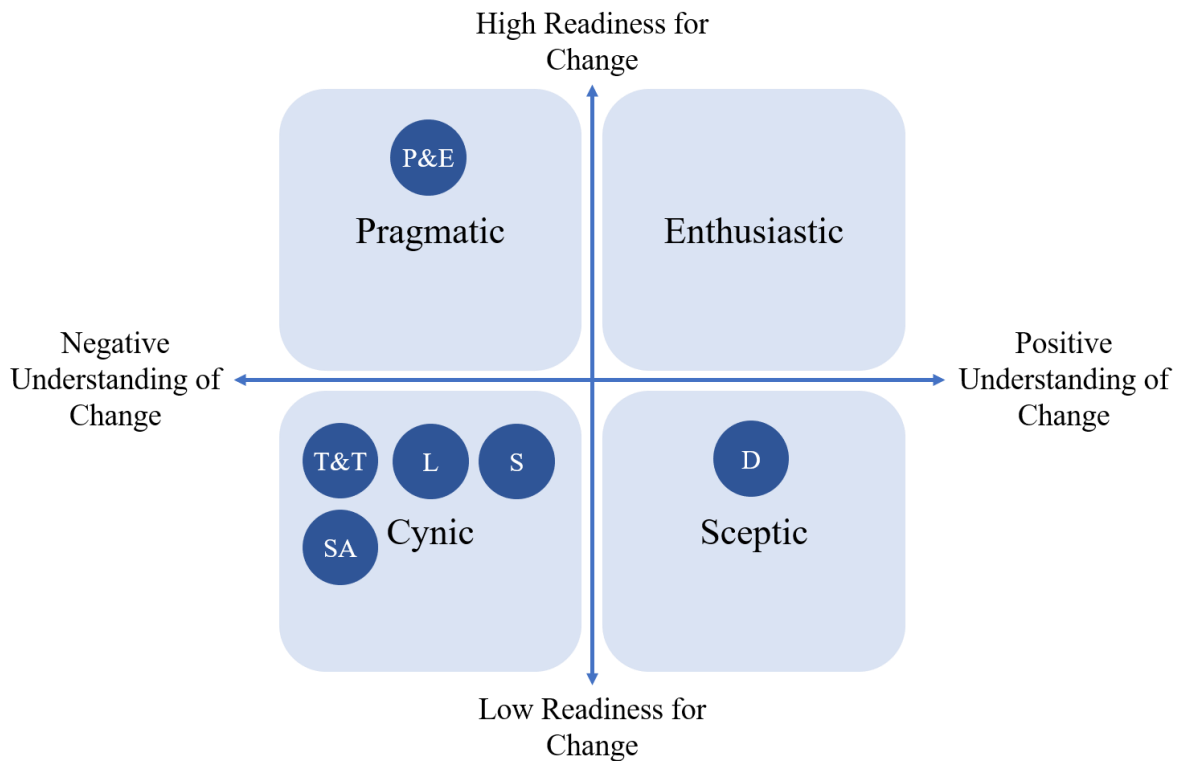 High Readiness for
Change
P&E
Pragmatic
Enthusiastic
Negative
Understanding of
Change
Positive
Understanding of
Change
T&T
L
S
D
Cynic
Sceptic
SA
Low Readiness for
Change